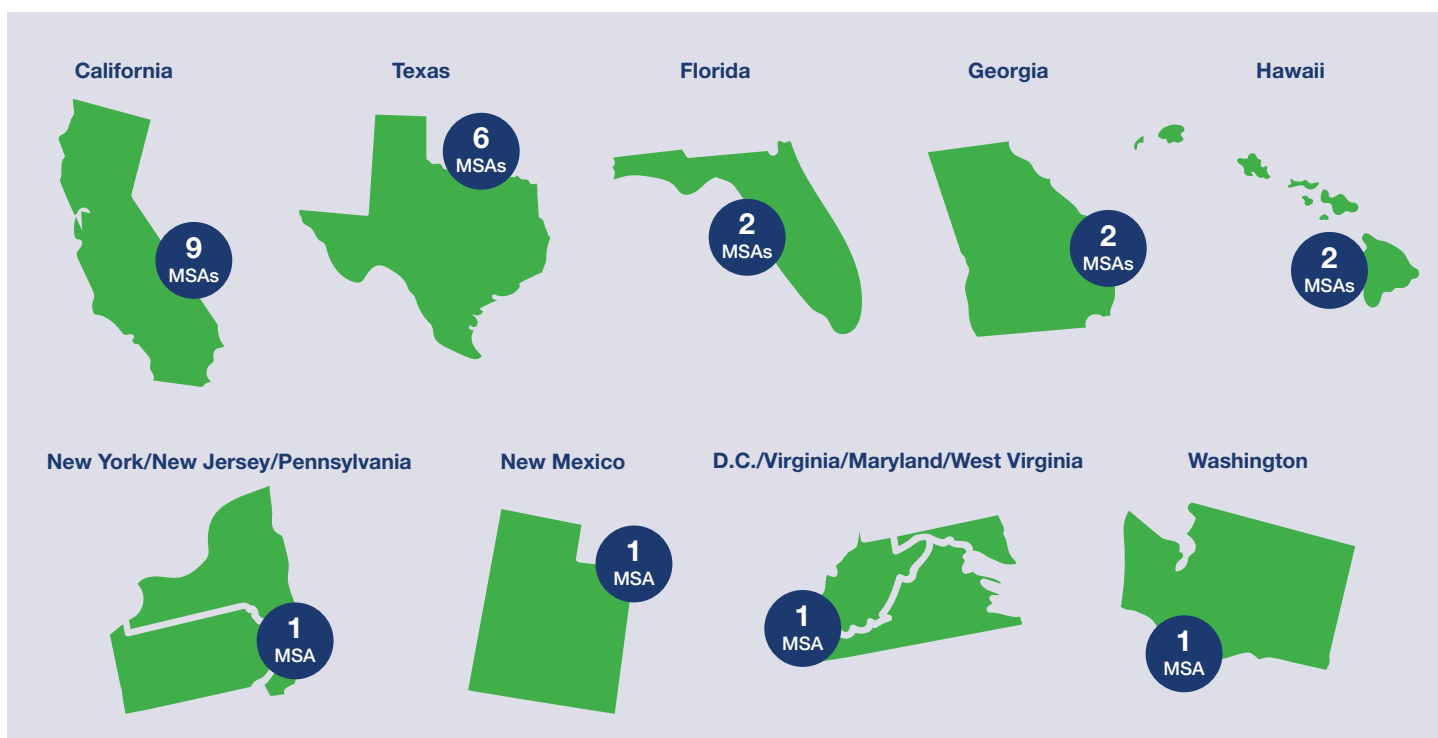 California
Texas
Florida
Georgia
Hawaii
9
MSAs
6
MSAs
2
MSAs
2
MSAs
2
MSAs
New York/New Jersey/Pennsylvania
New Mexico
D.C./Virginia/Maryland/West Virginia
Washington
1
MSA
1
MSA
1
MSA
1
MSA